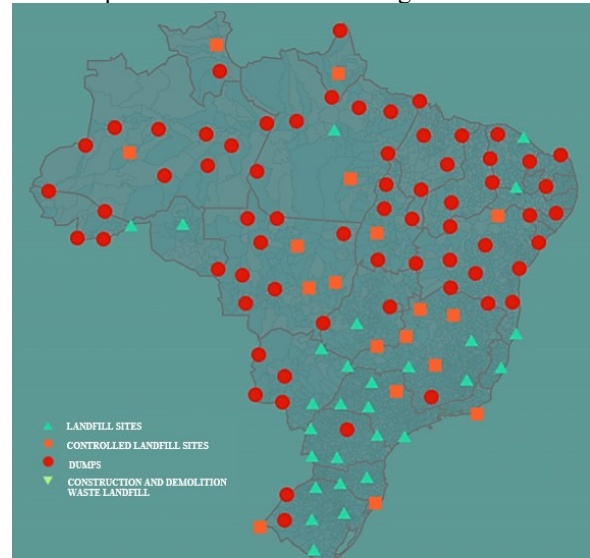 LANDFILL SITES
CONTROLLED LANDFILL SITES
DUMPS
CONSTRUCTION AND DEMOLITION
WASTE LANDFILL